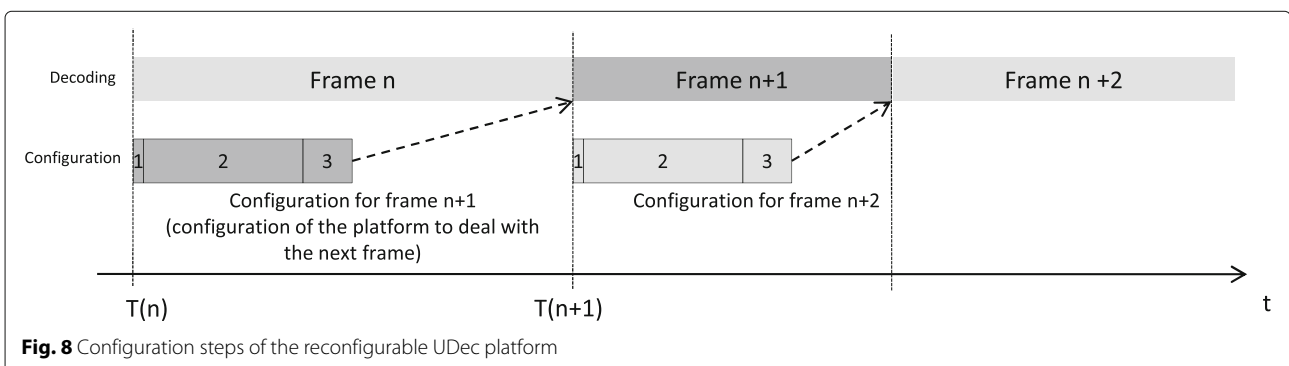 Decoding
Frame n
Frame n+1
Frame n +2
Configuration
1
2
3
1
2
3
Configuration for frame n+1
(configuration of the platform to deal with
the next frame)
Configuration for frame n+2
T(n)
T(n+1)
t
Fig. 8 Configuration steps of the reconfigurable UDec platform